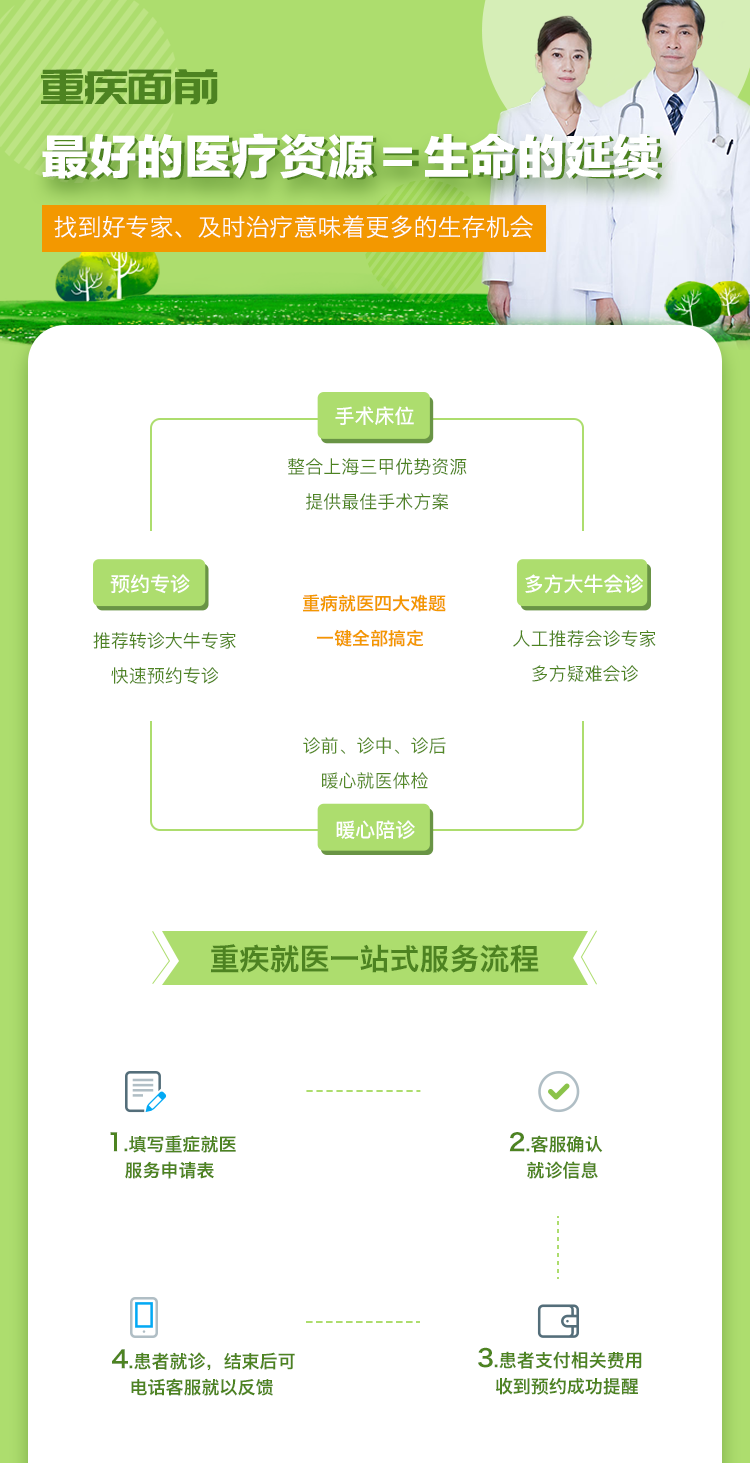 重疾面前
最好的医疗资源=生命的延续
找到好专家、及时治疗意味着更多的生存机会
手术床位
整合上海三甲优势资源
提供最佳手术方案
预约专诊
推荐转诊大牛专家
快速预约专诊
重病就医四大难题
一键全部搞定
多方大牛会诊
人工推荐会诊专家
多方疑难会诊
诊前、诊中、诊后
暖心就医体检
暖心陪诊
重疾就医一站式服务流程
1.填写重症就医
服务申请表
2.客服确认
就诊信息
4.患者就诊，结束后可
电话客服就以反馈
3.患者支付相关费用
收到预约成功提醒